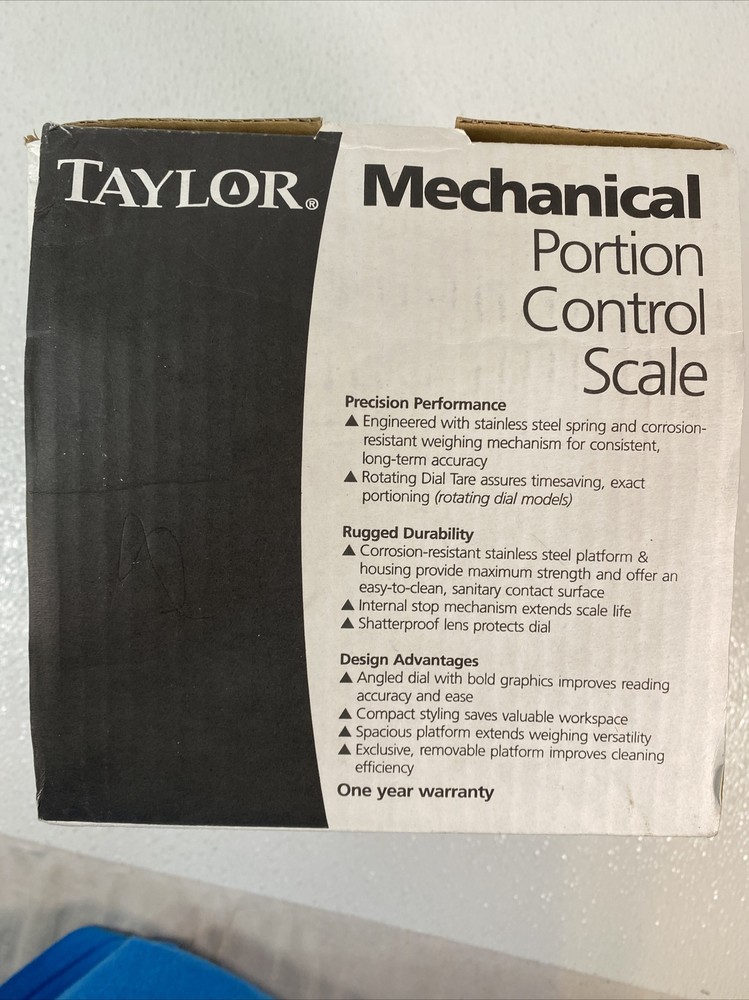 TAYLOR®
Mechanical
Portion
Control
Scale
Precision Performance
▲ Engineered with stainless steel spring and corrosion-
resistant weighing mechanism for consistent,
long-term accuracy
▲ Rotating Dial Tare assures timesaving, exact
portioning (rotating dial models)
Rugged Durability
▲ Corrosion-resistant stainless steel platform &
housing provide maximum strength and offer an
easy-to-clean, sanitary contact surface
▲ Internal stop mechanism extends scale life
▲ Shatterproof lens protects dial
Design Advantages
▲ Angled dial with bold graphics improves reading
accuracy and ease
▲ Compact styling saves valuable workspace
▲ Spacious platform extends weighing versatility
▲ Exclusive, removable platform improves cleaning
efficiency
One year warranty